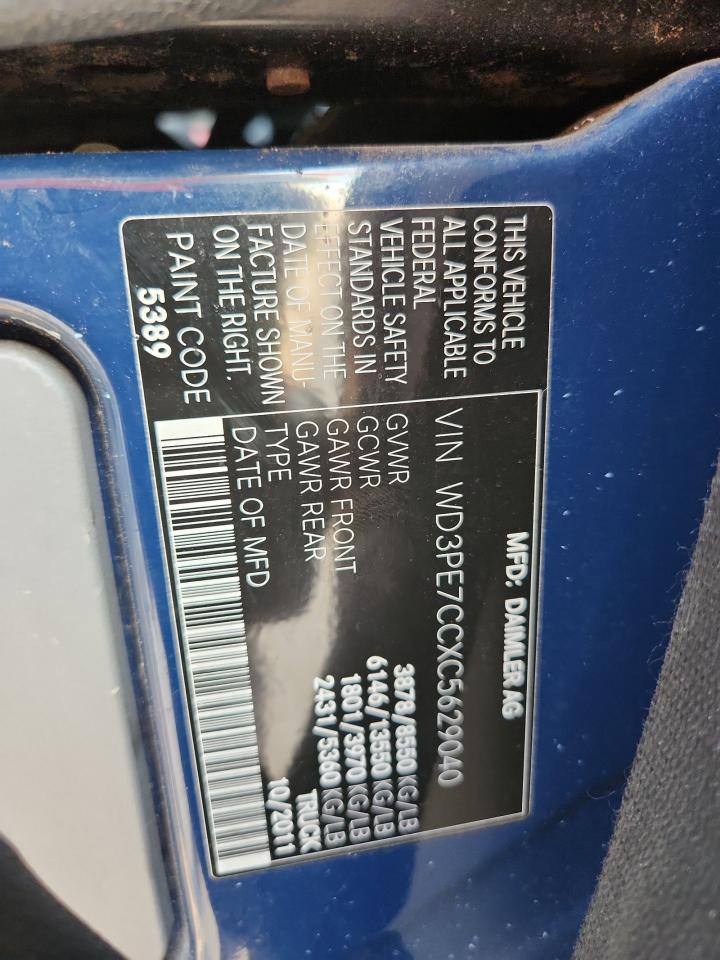 MFD: DAIMLER AG
VIN WD3PE7CCXC5629040
THIS VEHICLE
CONFORMS TO
ALL APPLICABLE
FEDERAL
VEHICLE SAFETY
STANDARDS IN
EFFECT ON THE
DATE OF MANU-
FACTURE SHOWN
ON THE RIGHT.
PAINT CODE
5389
GVWR 3878/8550 KG/LB
GCWR 6146/13550 KG/LB
GAWR FRONT 1801/3970 KG/LB
GAWR REAR 2431/5360 KG/LB
TYPE TRUCK
DATE OF MFD 10/2011